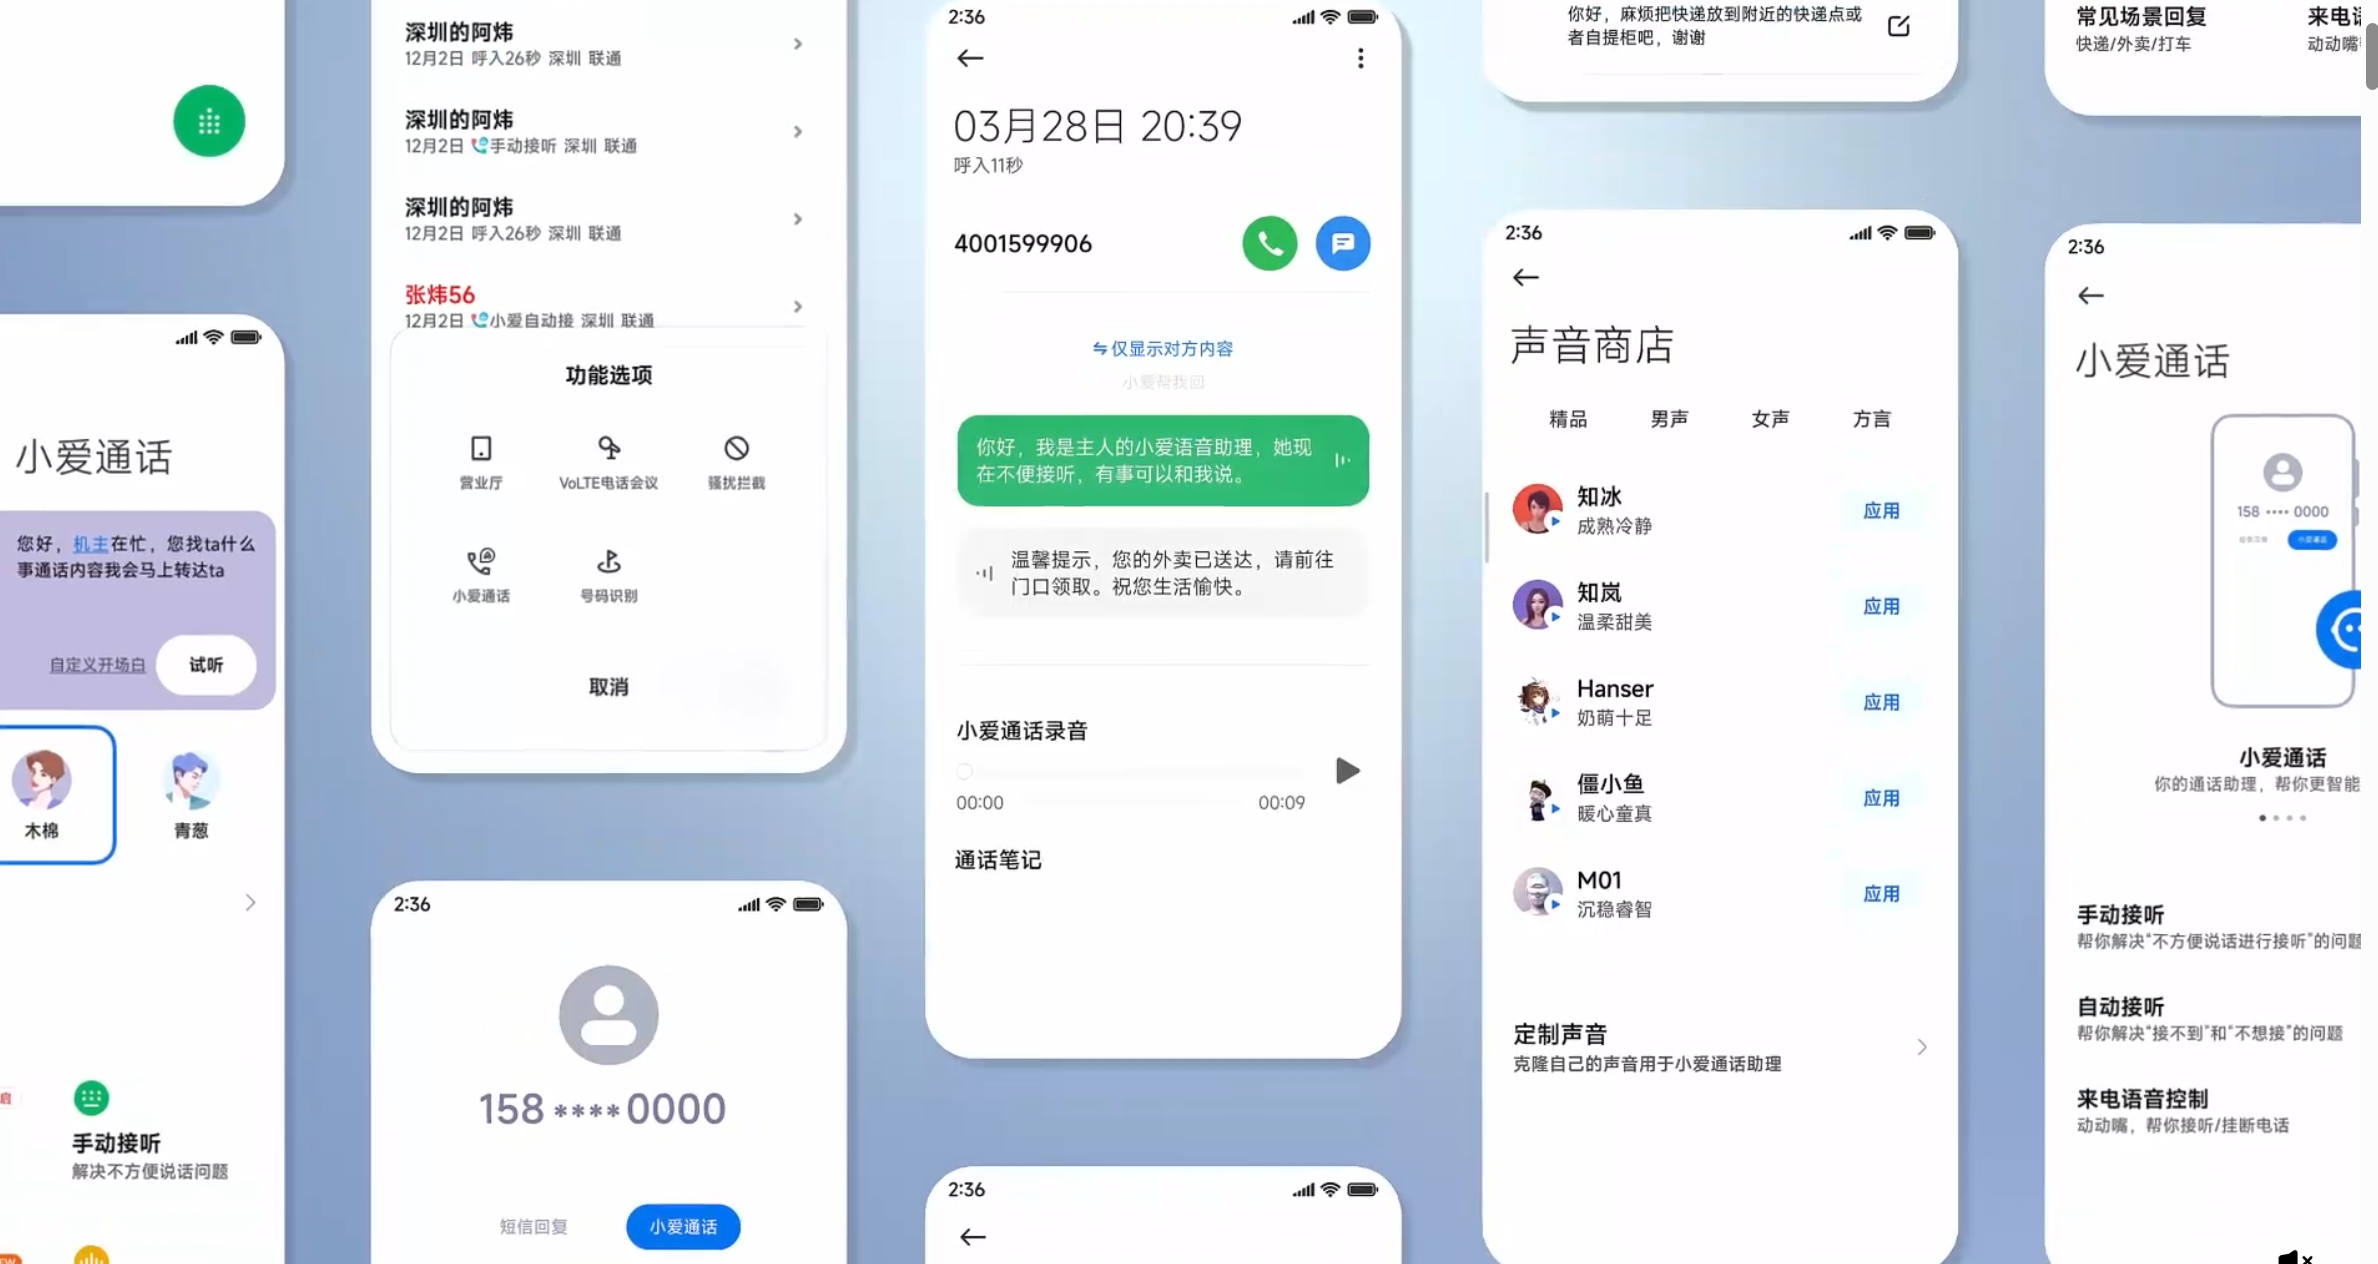 小爱通话
您好，机主在忙，您找ta什么
事通话内容我会马上转达ta
自定义开场白
试听
木棉
青葱
启
手动接听
解决不方便说话问题
深圳的阿炜
12月2日 呼入26秒 深圳 联通
深圳的阿炜
12月2日 手动接听 深圳 联通
深圳的阿炜
12月2日 呼入26秒 深圳 联通
张炜56
12月2日 小爱自动接 深圳 联通
功能选项
营业厅
VoLTE电话会议
骚扰拦截
小爱通话
号码识别
取消
2:36
158 **** 0000
短信回复
小爱通话
2:36
03月28日 20:39
呼入11秒
4001599906
仅显示对方内容
小爱帮我回
你好，我是主人的小爱语音助理，她现
在不便接听，有事可以和我说。
温馨提示，您的外卖已送达，请前往
门口领取。祝您生活愉快。
小爱通话录音
00:00
00:09
通话笔记
2:36
你好，麻烦把快递放到附近的快递点或
者自提柜吧，谢谢
2:36
声音商店
精品 男声 女声 方言
知冰
成熟冷静
应用
知岚
温柔甜美
应用
Hanser
奶萌十足
应用
僵小鱼
暖心童真
应用
M01
沉稳睿智
应用
定制声音
克隆自己的声音用于小爱通话助理
常见场景回复
快递/外卖/打车
来电
动动嘴
2:36
小爱通话
158 •••• 0000
小爱通话
小爱通话
你的通话助理，帮你更智能
手动接听
帮你解决“不方便说话进行接听”的问题
自动接听
帮你解决“接不到”和“不想接”的问题
来电语音控制
动动嘴，帮你接听/挂断电话